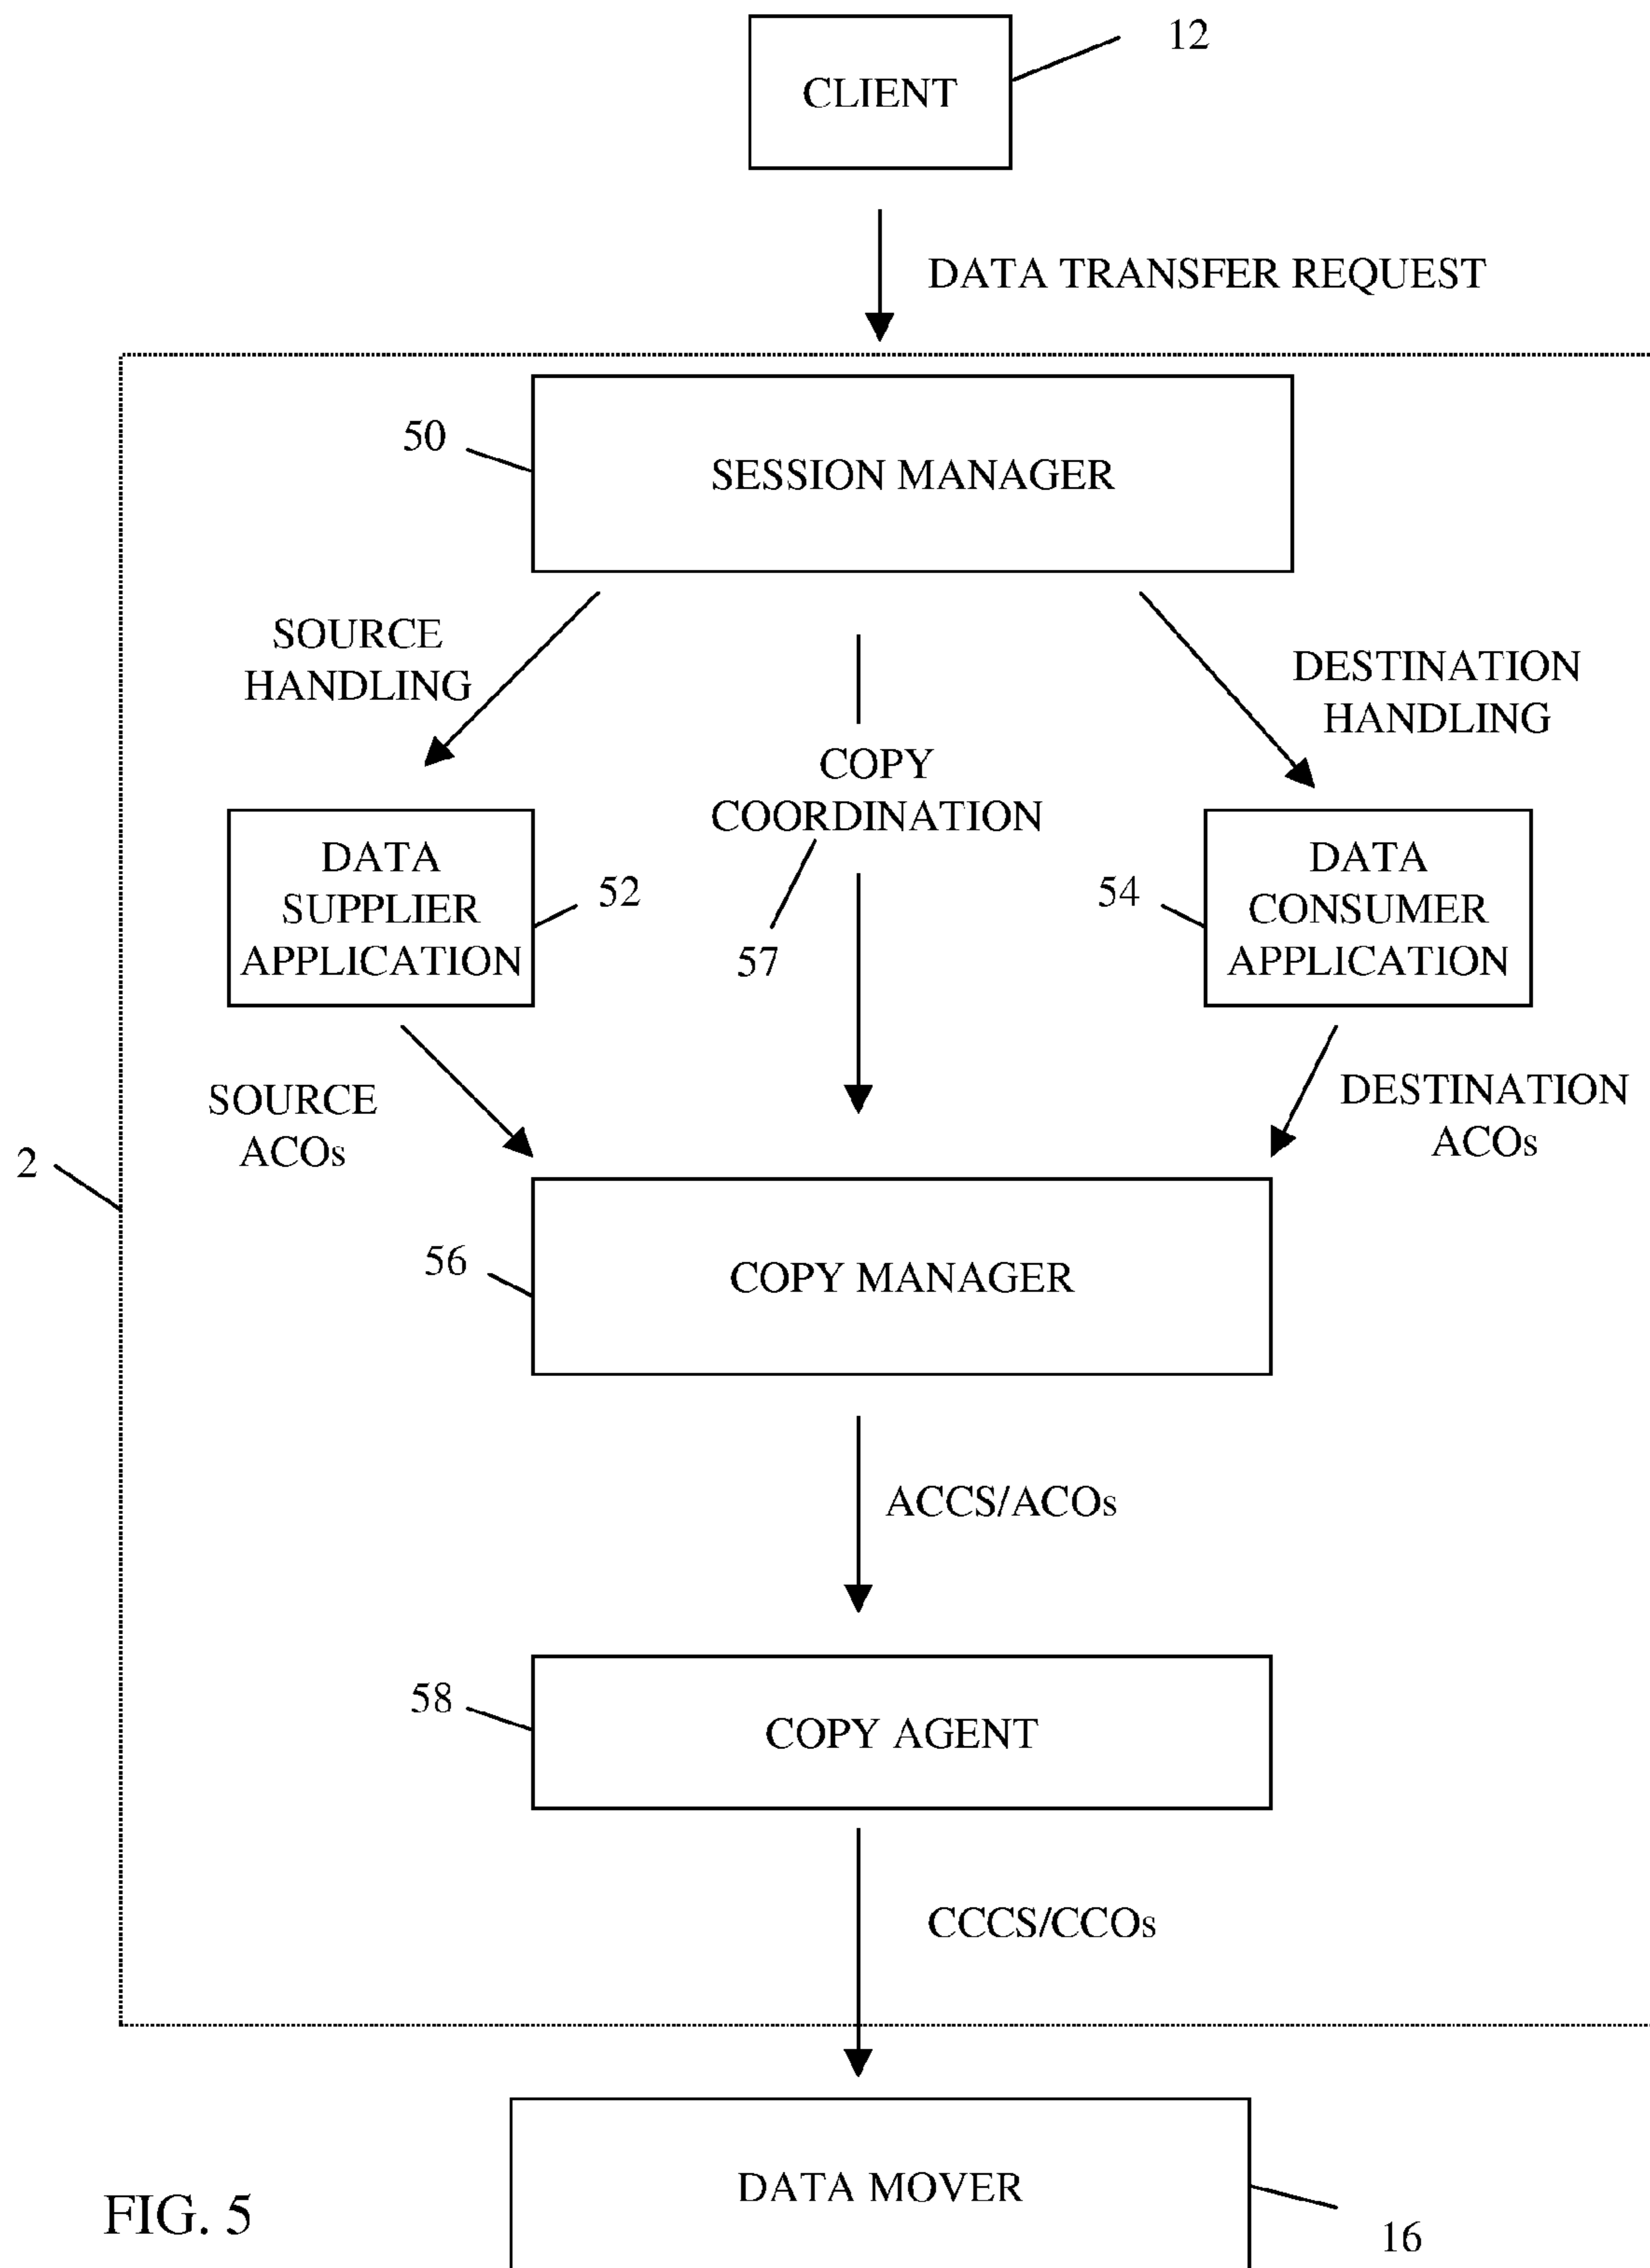 CLIENT
12
DATA TRANSFER REQUEST
50
SESSION MANAGER
SOURCE
HANDLING
COPY
COORDINATION
57
DESTINATION
HANDLING
DATA
SUPPLIER
APPLICATION
52
54
DATA
CONSUMER
APPLICATION
SOURCE
ACOs
DESTINATION
ACOs
2
56
COPY MANAGER
ACCS/ACOs
58
COPY AGENT
CCCS/CCOs
DATA MOVER
16
FIG. 5